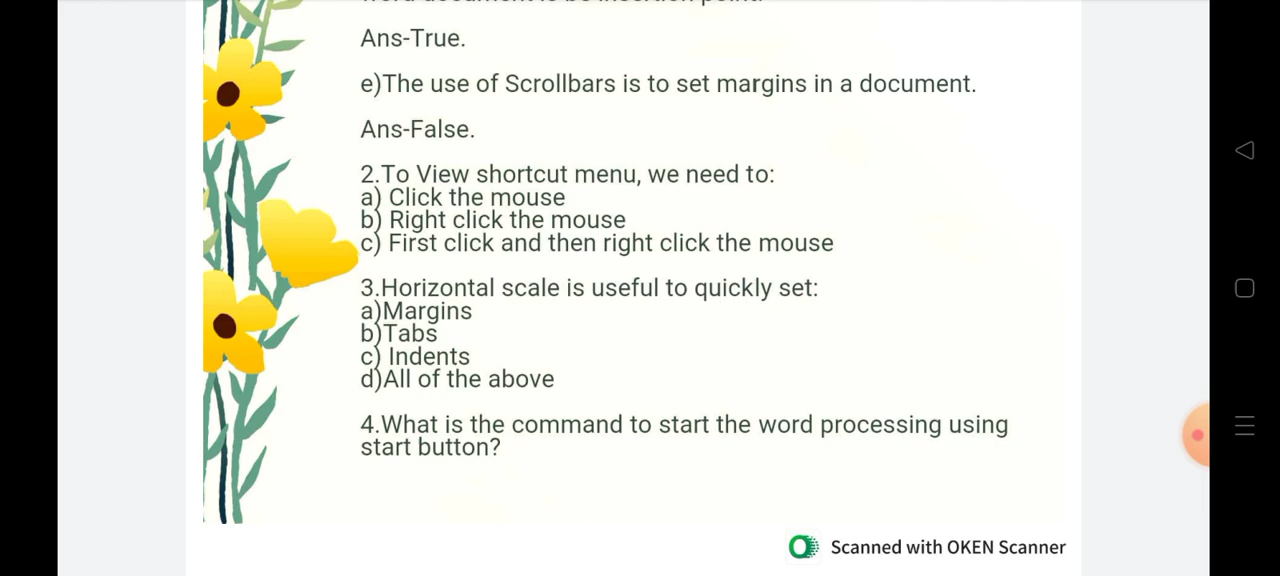 Ans-True.
e)The use of Scrollbars is to set margins in a document.
Ans-False.
2.To View shortcut menu, we need to:
a) Click the mouse
b) Right click the mouse
c) First click and then right click the mouse
3.Horizontal scale is useful to quickly set:
a)Margins
b)Tabs
c) Indents
d)All of the above
4.What is the command to start the word processing using
start button?
Scanned with OKEN Scanner